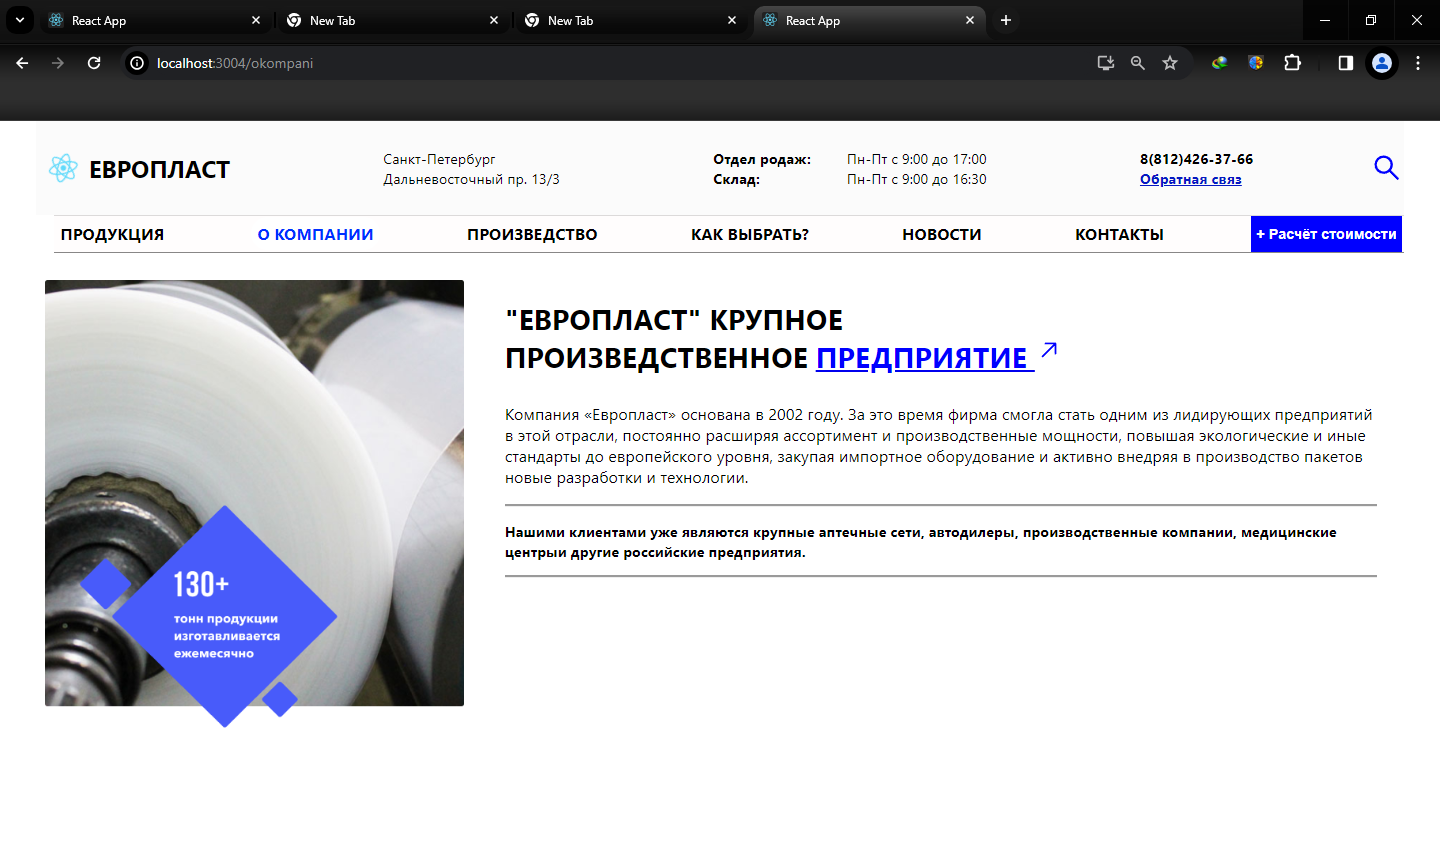 React App
New Tab
New Tab
React App
localhost:3004/okompani
ЕВРОПЛАСТ
Санкт-Петербург
Дальневосточный пр. 13/3
Отдел родаж: Пн-Пт с 9:00 до 17:00
Склад: Пн-Пт с 9:00 до 16:30
8(812)426-37-66
Обратная связ
ПРОДУКЦИЯ О КОМПАНИИ ПРОИЗВЕДСТВО КАК ВЫБРАТЬ? НОВОСТИ КОНТАКТЫ + Расчёт стоимости
"ЕВРОПЛАСТ" КРУПНОЕ
ПРОИЗВЕДСТВЕННОЕ ПРЕДПРИЯТИЕ
Компания «Европласт» основана в 2002 году. За это время фирма смогла стать одним из лидирующих предприятий
в этой отрасли, постоянно расширяя ассортимент и производственные мощности, повышая экологические и иные
стандарты до европейского уровня, закупая импортное оборудование и активно внедряя в производство пакетов
новые разработки и технологии.
Нашими клиентами уже являются крупные аптечные сети, автодилеры, производственные компании, медицинские
центрыи другие российские предприятия.
130+
тонн продукции
изготавливается
ежемесячно